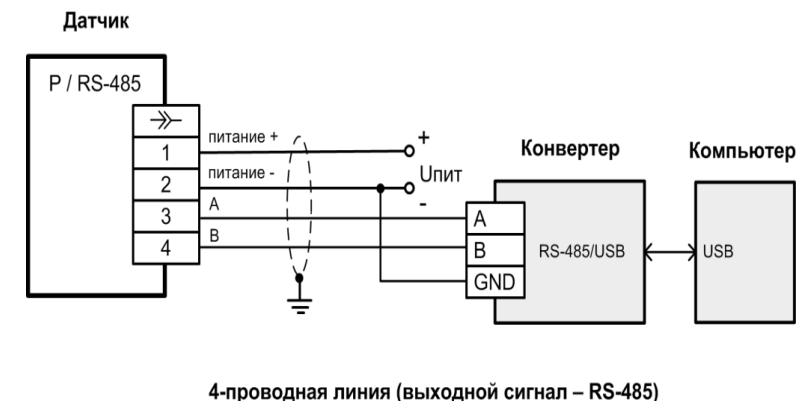 Датчик
P / RS-485
1
2
3
4
питание +
питание -
A
B
+
Uпит
-
Конвертер
A
B
GND
RS-485/USB
Компьютер
USB
4-проводная линия (выходной сигнал – RS-485)